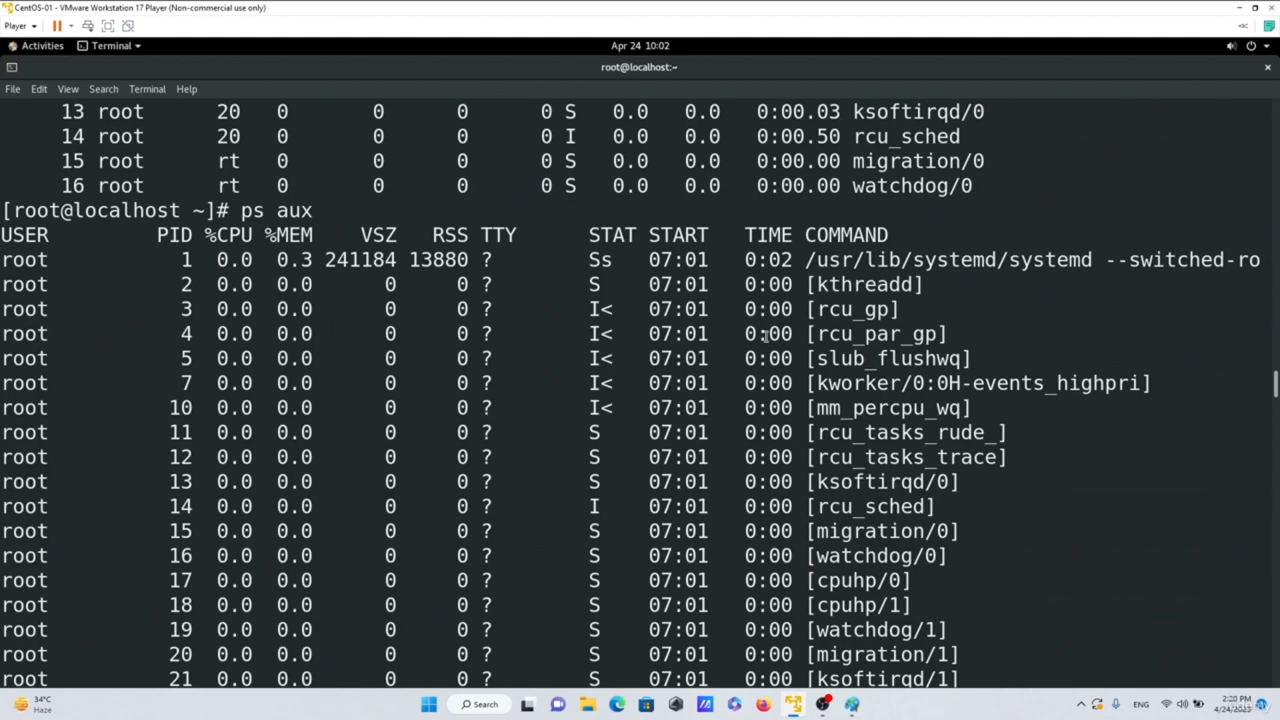 CentOS-01 - VMware Workstation 17 Player (Non-commercial use only)
Player
Activities Terminal Apr 24 10:02
root@localhost:~
File Edit View Search Terminal Help
13 root 20 0 0 0 0 S 0.0 0.0 0:00.03 ksoftirqd/0
14 root 20 0 0 0 0 I 0.0 0.0 0:00.50 rcu_sched
15 root rt 0 0 0 0 S 0.0 0.0 0:00.00 migration/0
16 root rt 0 0 0 0 S 0.0 0.0 0:00.00 watchdog/0
[root@localhost ~]# ps aux
USER PID %CPU %MEM VSZ RSS TTY STAT START TIME COMMAND
root 1 0.0 0.3 241184 13880 ? Ss 07:01 0:02 /usr/lib/systemd/systemd --switched-ro
root 2 0.0 0.0 0 0 ? S 07:01 0:00 [kthreadd]
root 3 0.0 0.0 0 0 ? I< 07:01 0:00 [rcu_gp]
root 4 0.0 0.0 0 0 ? I< 07:01 0:00 [rcu_par_gp]
root 5 0.0 0.0 0 0 ? I< 07:01 0:00 [slub_flushwq]
root 7 0.0 0.0 0 0 ? I< 07:01 0:00 [kworker/0:0H-events_highpri]
root 10 0.0 0.0 0 0 ? I< 07:01 0:00 [mm_percpu_wq]
root 11 0.0 0.0 0 0 ? S 07:01 0:00 [rcu_tasks_rude_]
root 12 0.0 0.0 0 0 ? S 07:01 0:00 [rcu_tasks_trace]
root 13 0.0 0.0 0 0 ? S 07:01 0:00 [ksoftirqd/0]
root 14 0.0 0.0 0 0 ? I 07:01 0:00 [rcu_sched]
root 15 0.0 0.0 0 0 ? S 07:01 0:00 [migration/0]
root 16 0.0 0.0 0 0 ? S 07:01 0:00 [watchdog/0]
root 17 0.0 0.0 0 0 ? S 07:01 0:00 [cpuhp/0]
root 18 0.0 0.0 0 0 ? S 07:01 0:00 [cpuhp/1]
root 19 0.0 0.0 0 0 ? S 07:01 0:00 [watchdog/1]
root 20 0.0 0.0 0 0 ? S 07:01 0:00 [migration/1]
root 21 0.0 0.0 0 0 ? S 07:01 0:00 [ksoftirqd/1]
34°C
Haze
Search
ENG
2:20 PM
4/24/2023